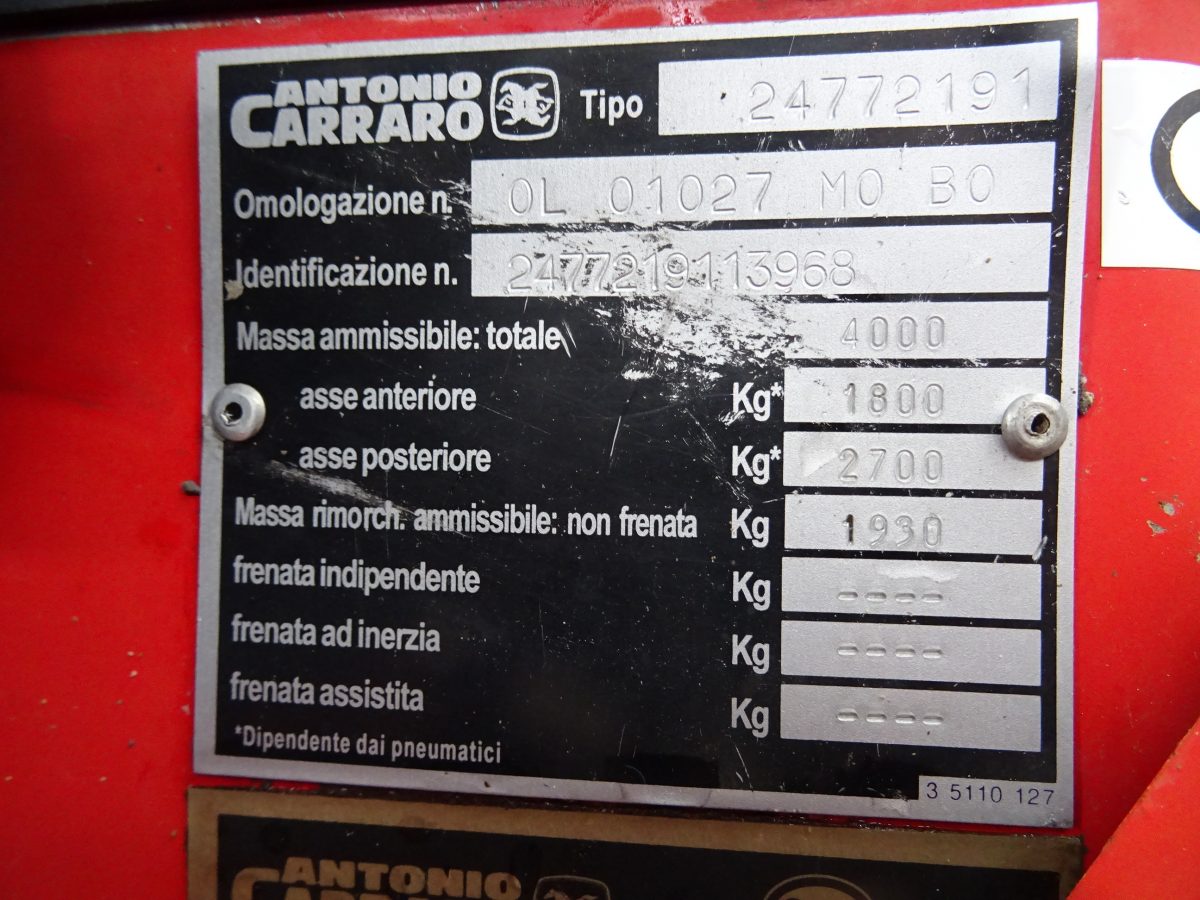 ANTONIO CARRARO Tipo 24772191
Omologazione n. OL 01027 MO BO
Identificazione n. 2477219113968
Massa ammissibile: totale 4000
asse anteriore Kg* 1800
asse posteriore Kg* 2700
Massa rimorch. ammissibile: non frenata Kg 1930
frenata indipendente Kg ----
frenata ad inerzia Kg ----
frenata assistita Kg ----
*Dipendente dai pneumatici
3 5110 127
ANTONIO
CARRARO